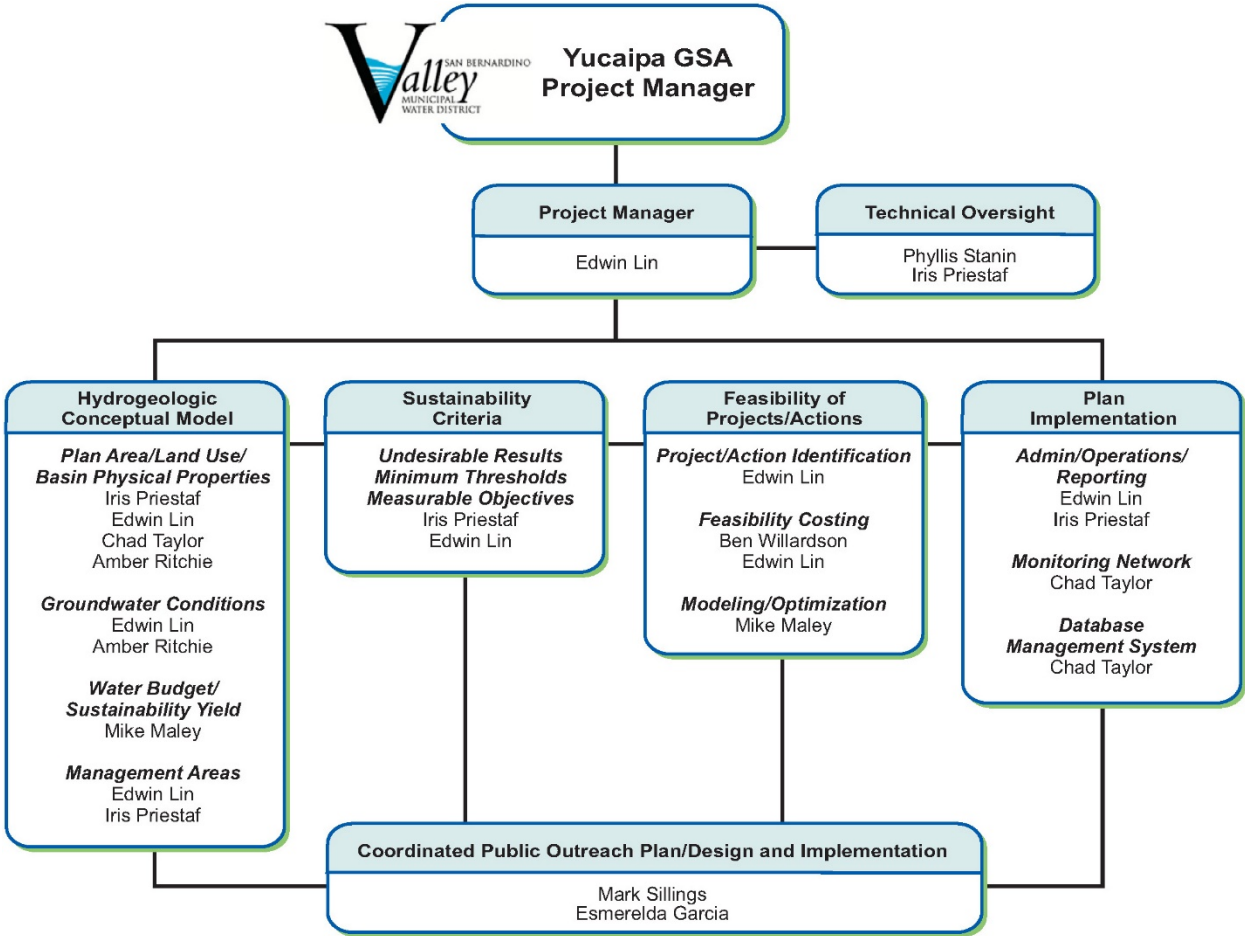 SAN BERNARDINO
Valley
MUNICIPAL
WATER DISTRICT
Yucaipa GSA
Project Manager
Project Manager
Edwin Lin
Technical Oversight
Phyllis Stanin
Iris Priestaf
Hydrogeologic
Conceptual Model
Plan Area/Land Use/
Basin Physical Properties
Iris Priestaf
Edwin Lin
Chad Taylor
Amber Ritchie
Groundwater Conditions
Edwin Lin
Amber Ritchie
Water Budget/
Sustainability Yield
Mike Maley
Management Areas
Edwin Lin
Iris Priestaf
Sustainability
Criteria
Undesirable Results
Minimum Thresholds
Measurable Objectives
Iris Priestaf
Edwin Lin
Feasibility of
Projects/Actions
Project/Action Identification
Edwin Lin
Feasibility Costing
Ben Willardson
Edwin Lin
Modeling/Optimization
Mike Maley
Plan
Implementation
Admin/Operations/
Reporting
Edwin Lin
Iris Priestaf
Monitoring Network
Chad Taylor
Database
Management System
Chad Taylor
Coordinated Public Outreach Plan/Design and Implementation
Mark Sillings
Esmerelda Garcia